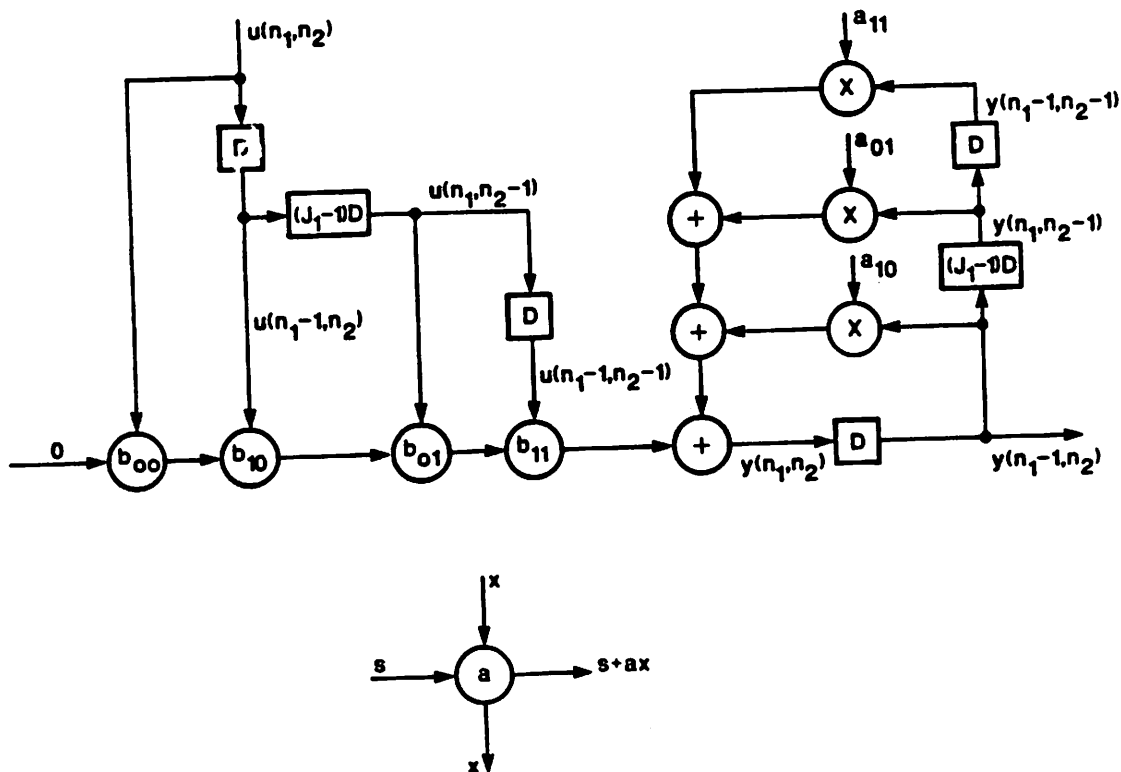 u(n₁,n₂)
a₁₁
X
y(n₁-1,n₂-1)
D
D
a₀₁
u(n₁,n₂-1)
(J₁-1)D
+
X
y(n₁,n₂-1)
a₁₀
(J₁-1)D
D
u(n₁-1,n₂)
+
X
u(n₁-1,n₂-1)
0
b₀₀
b₁₀
b₀₁
b₁₁
+
y(n₁,n₂)
D
y(n₁-1,n₂)
x
s
a
s+ax
x